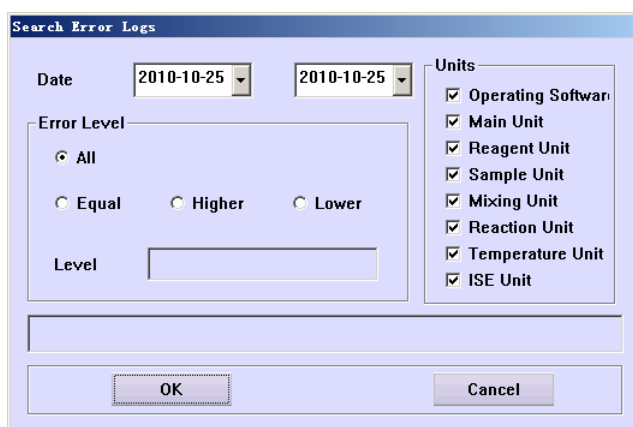 Search Error Logs
Date 2010-10-25 2010-10-25
Units
Operating Softwar
Main Unit
Reagent Unit
Sample Unit
Mixing Unit
Reaction Unit
Temperature Unit
ISE Unit
Error Level
All
Equal Higher Lower
Level
OK Cancel